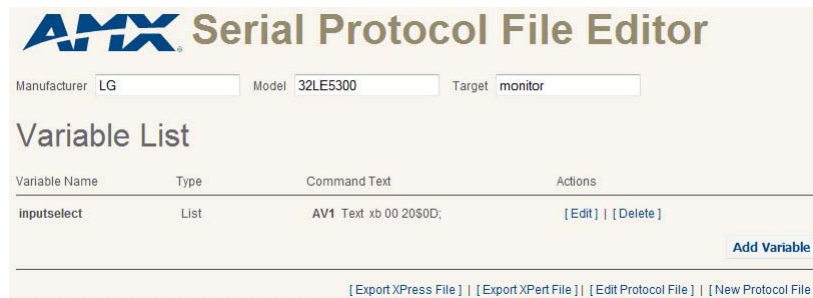 AMX Serial Protocol File Editor
Manufacturer LG Model 32LE5300 Target monitor
Variable List
Variable Name Type Command Text Actions
inputselect List AV1 Text xb 00 20$0D; [ Edit ] | [ Delete ]
Add Variable
[ Export XPress File ] | [ Export XPert File ] | [ Edit Protocol File ] | [ New Protocol File